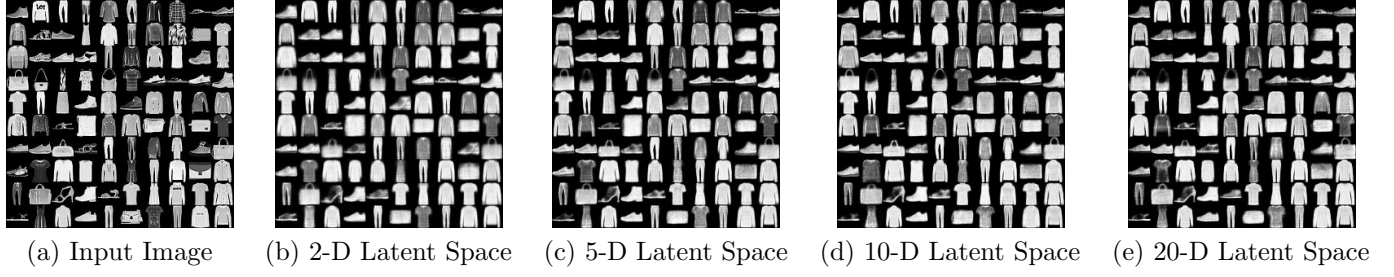 (a) Input Image
(b) 2-D Latent Space
(c) 5-D Latent Space
(d) 10-D Latent Space
(e) 20-D Latent Space